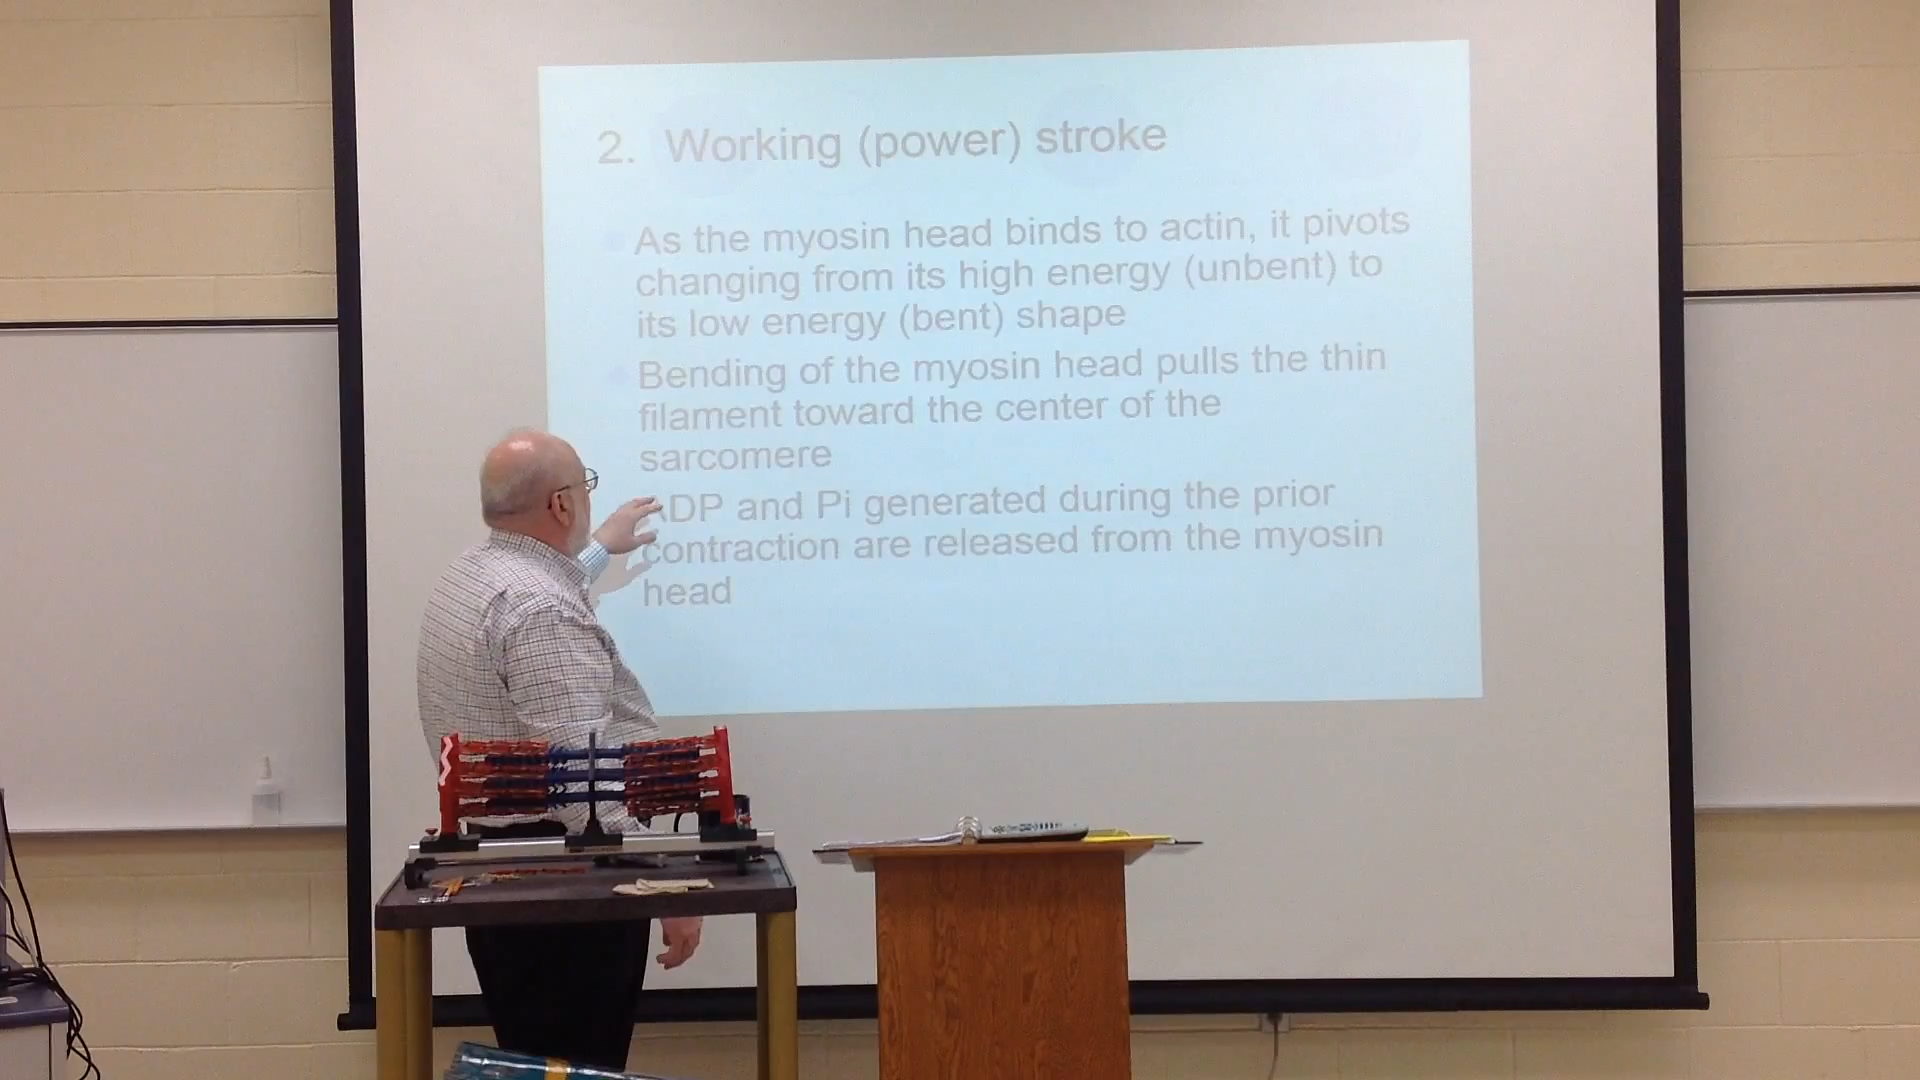 2. Working (power) stroke
As the myosin head binds to actin, it pivots
changing from its high energy (unbent) to
its low energy (bent) shape
Bending of the myosin head pulls the thin
filament toward the center of the
sarcomere
ADP and Pi generated during the prior
contraction are released from the myosin
head